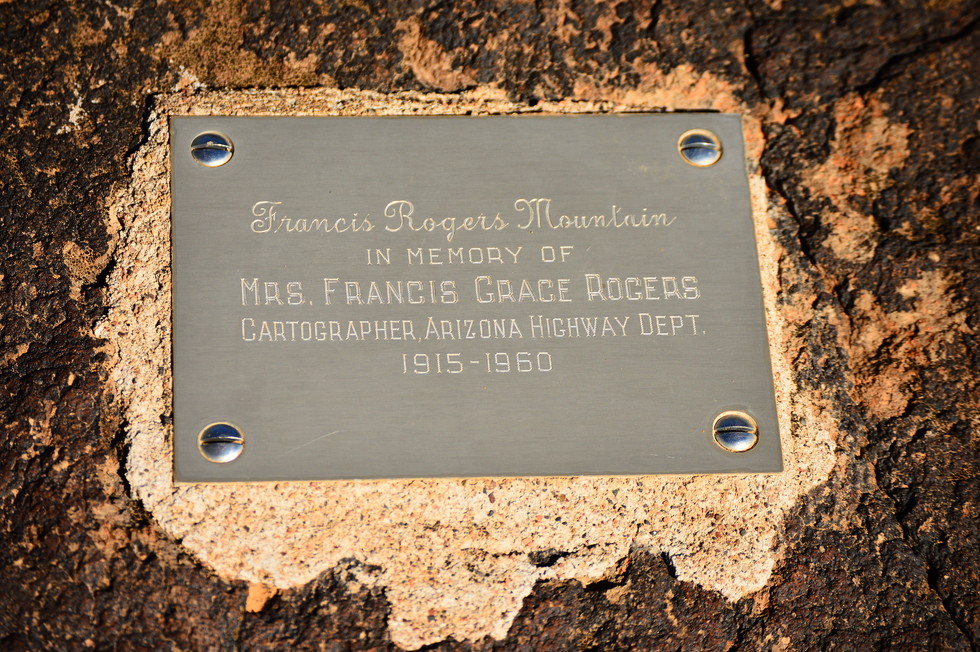 Francis Rogers Mountain
IN MEMORY OF
MRS. FRANCIS GRACE ROGERS
CARTOGRAPHER, ARIZONA HIGHWAY DEPT.
1915-1960